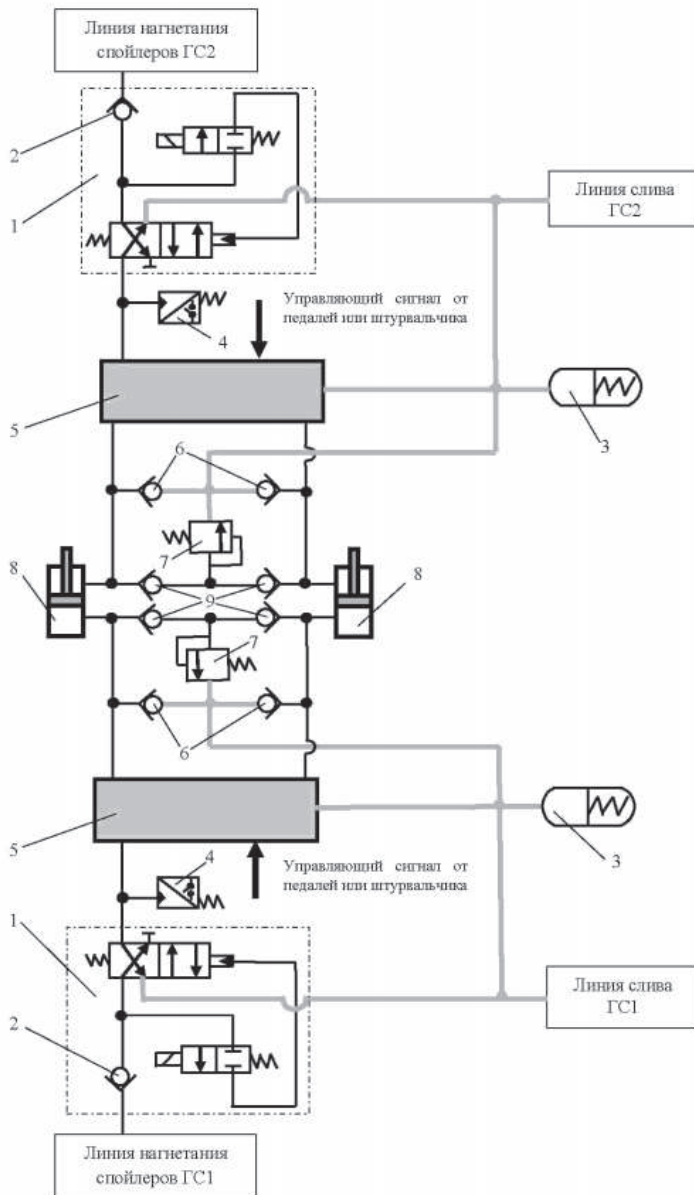 Линия нагнетания
спойлеров ГС2
2
1
Линия слива
ГС2
Управляющий сигнал от
педалей или штурвальчика
4
5
3
6
7
8
9
8
7
6
5
3
4
Управляющий сигнал от
педалей или штурвальчика
1
Линия слива
ГС1
2
Линия нагнетания
спойлеров ГС1